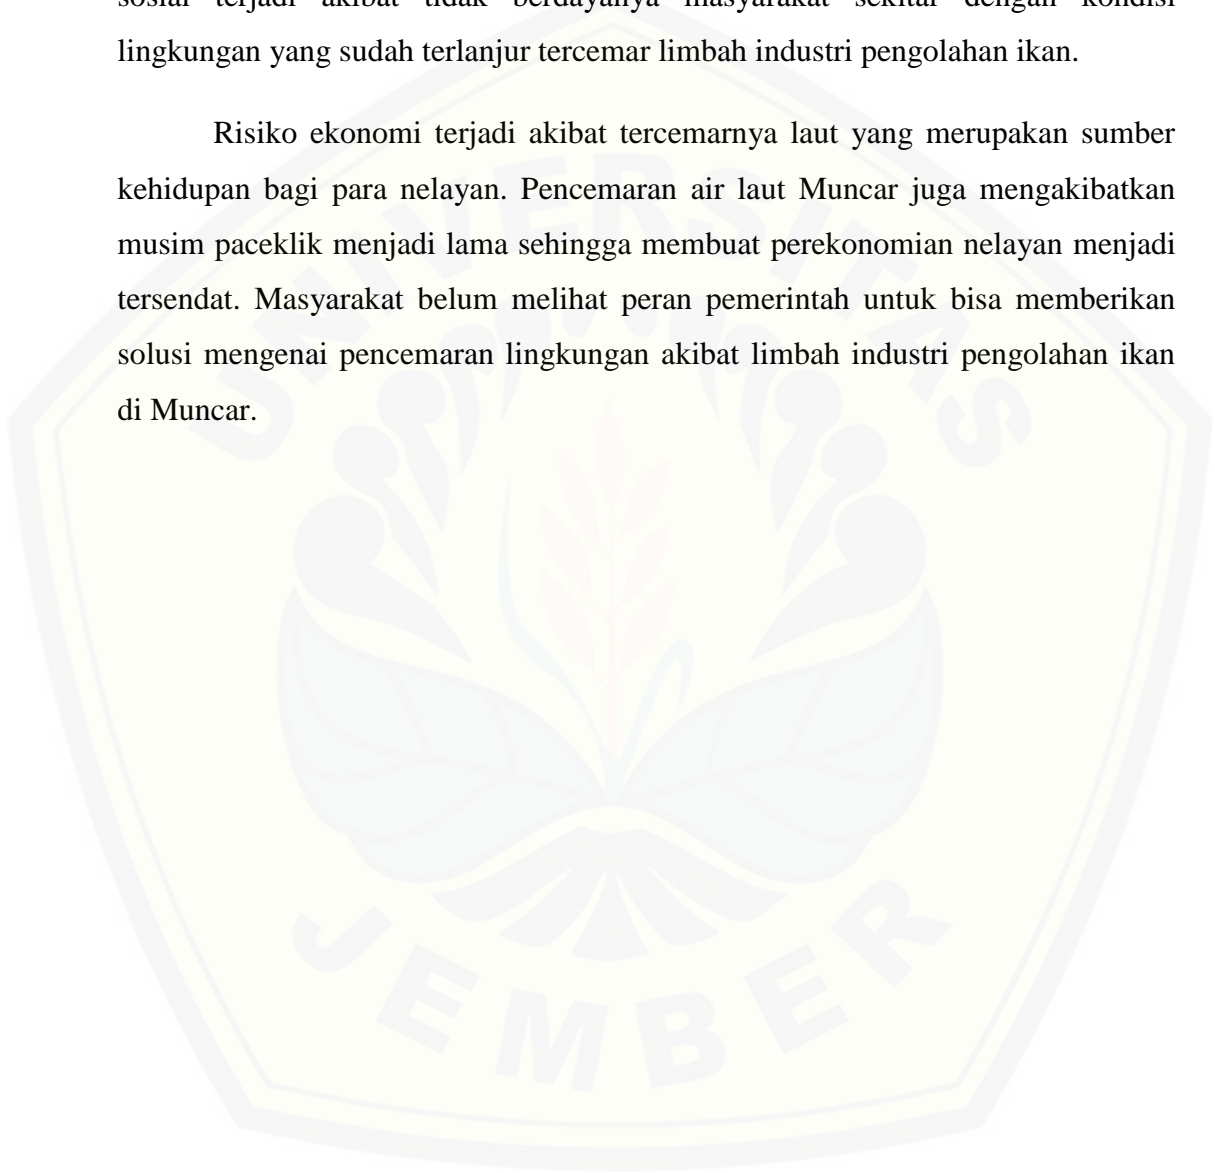 sosial terjadi akibat tidak berdayanya masyarakat sekitar dengan kondisi
lingkungan yang sudah terlanjur tercemar limbah industri pengolahan ikan.
Risiko ekonomi terjadi akibat tercemarnya laut yang merupakan sumber
kehidupan bagi para nelayan. Pencemaran air laut Muncar juga mengakibatkan
musim paceklik menjadi lama sehingga membuat perekonomian nelayan menjadi
tersendat. Masyarakat belum melihat peran pemerintah untuk bisa memberikan
solusi mengenai pencemaran lingkungan akibat limbah industri pengolahan ikan
di Muncar.
UNIVERSITAS
JEMBER